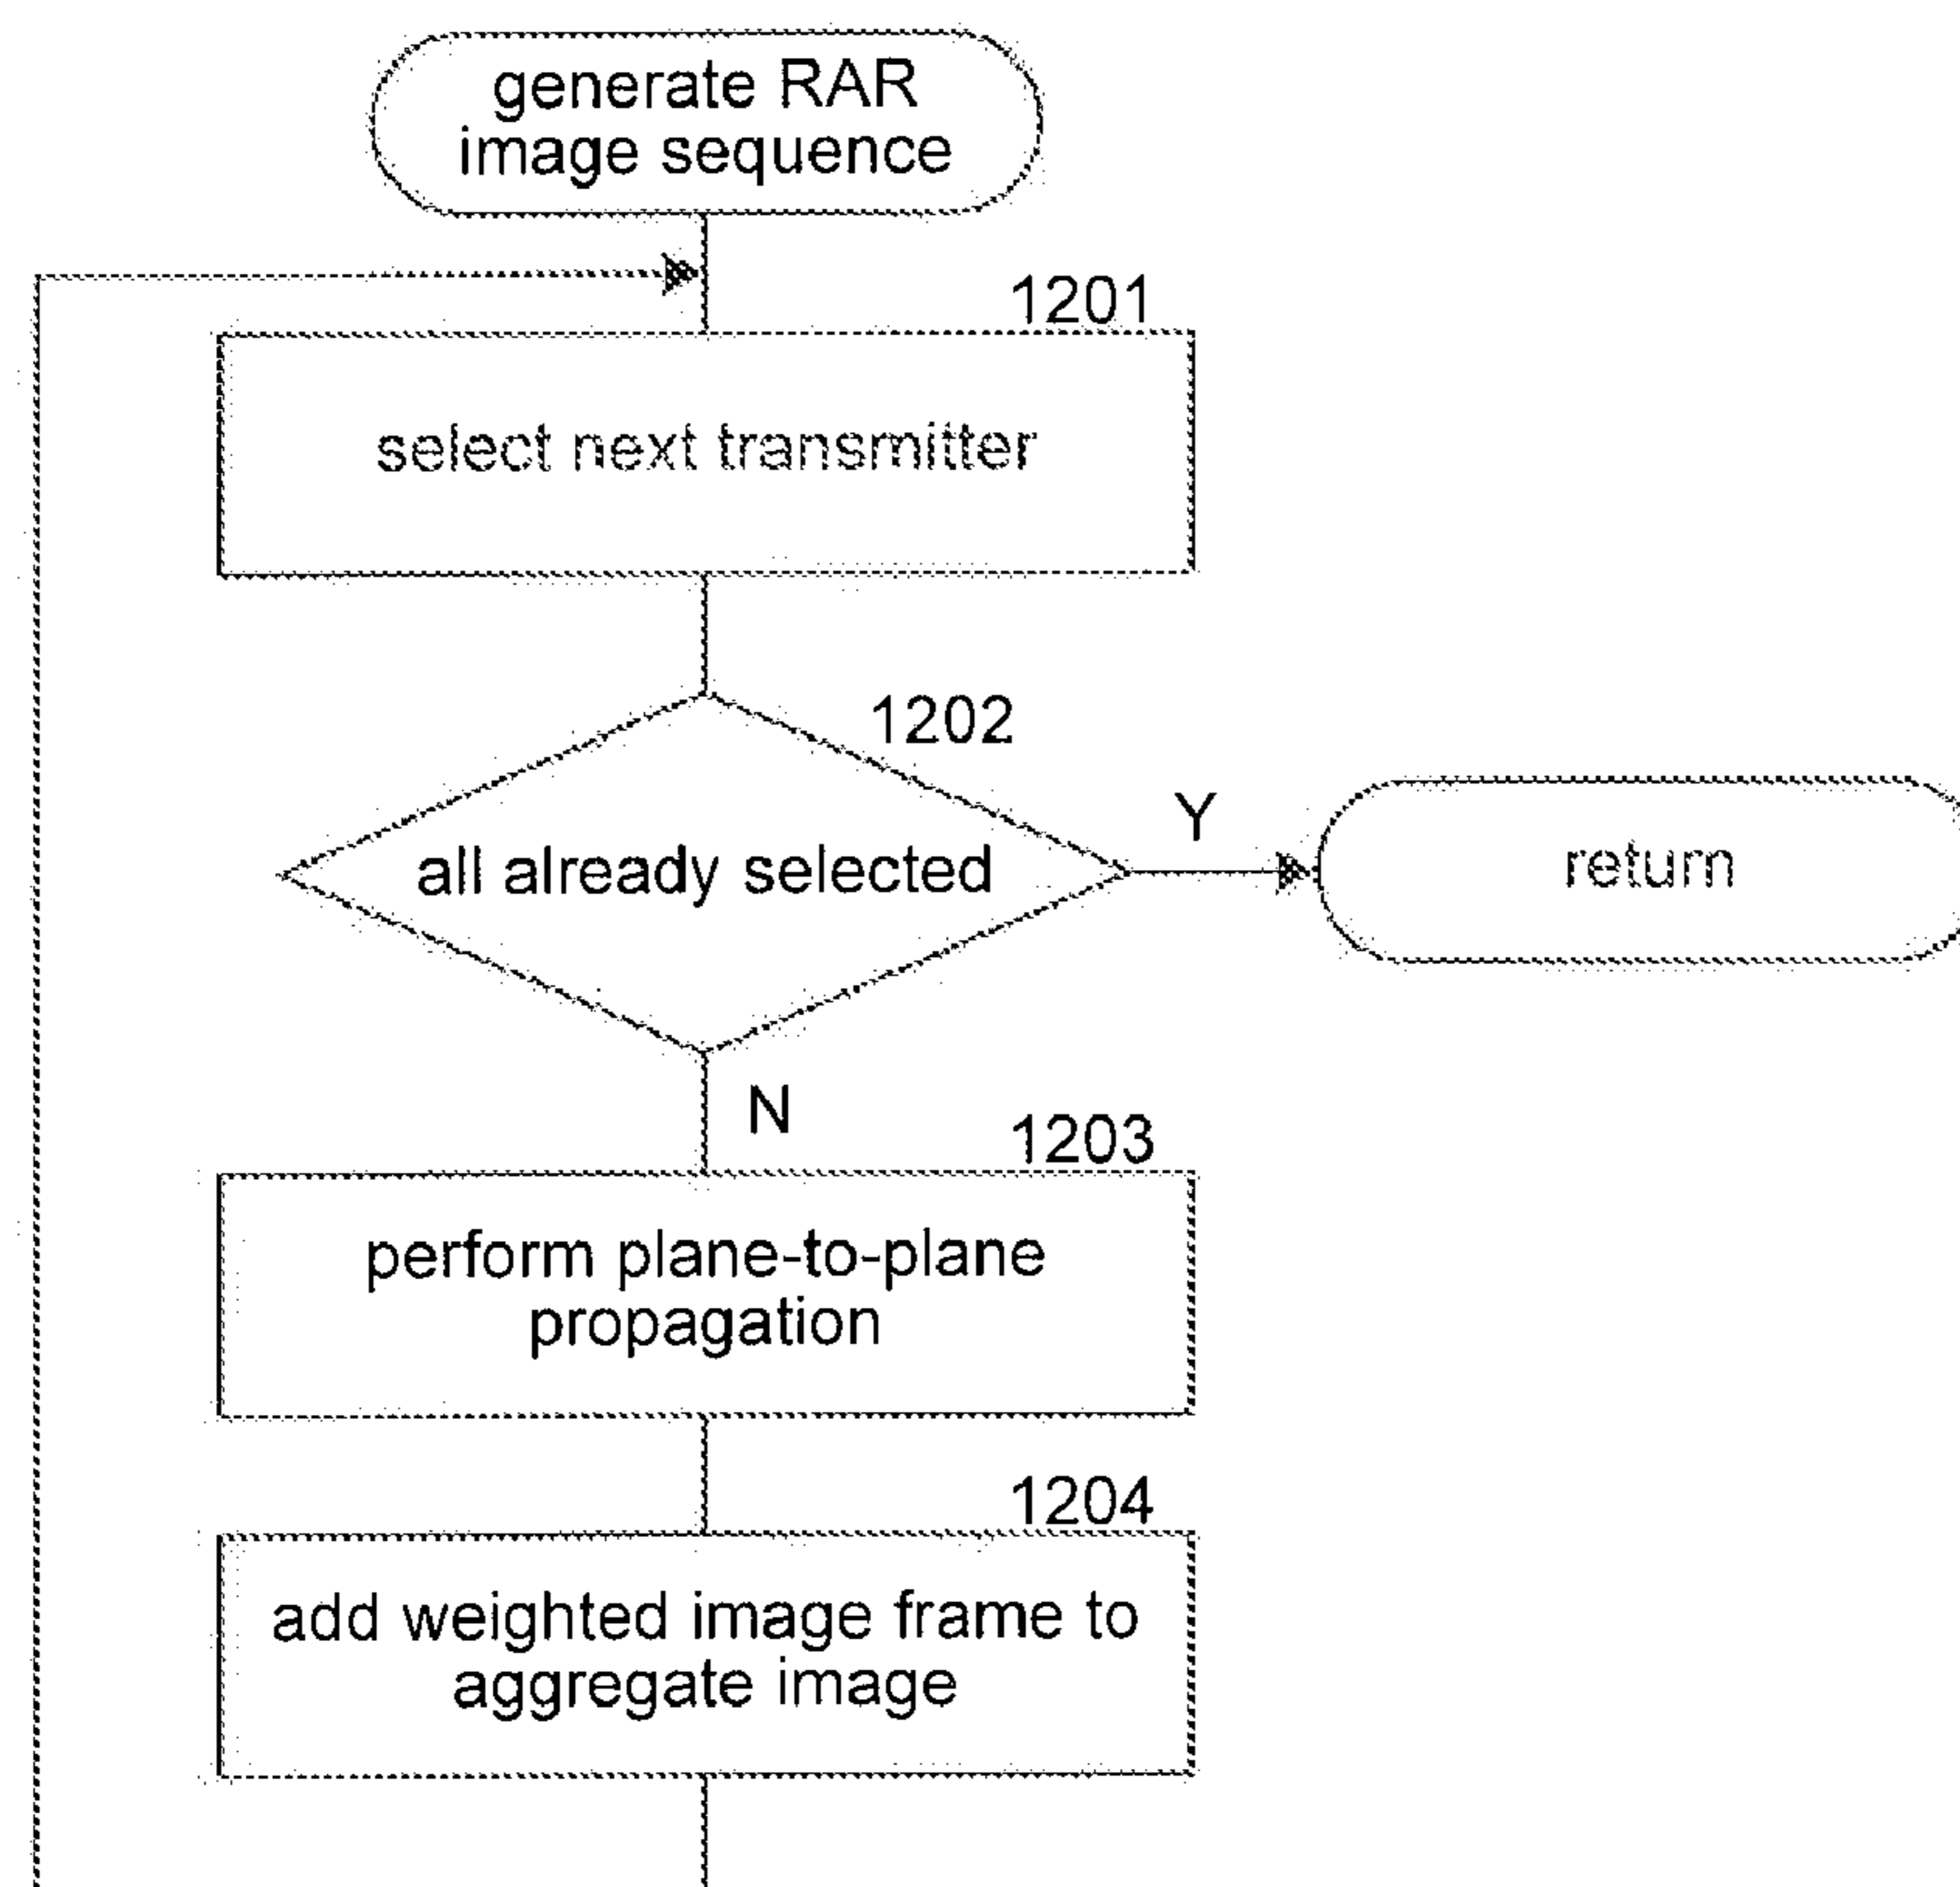 generate RAR
image sequence
1201
select next transmitter
1202
all already selected
Y
return
N
1203
perform plane-to-plane
propagation
1204
add weighted image frame to
aggregate image